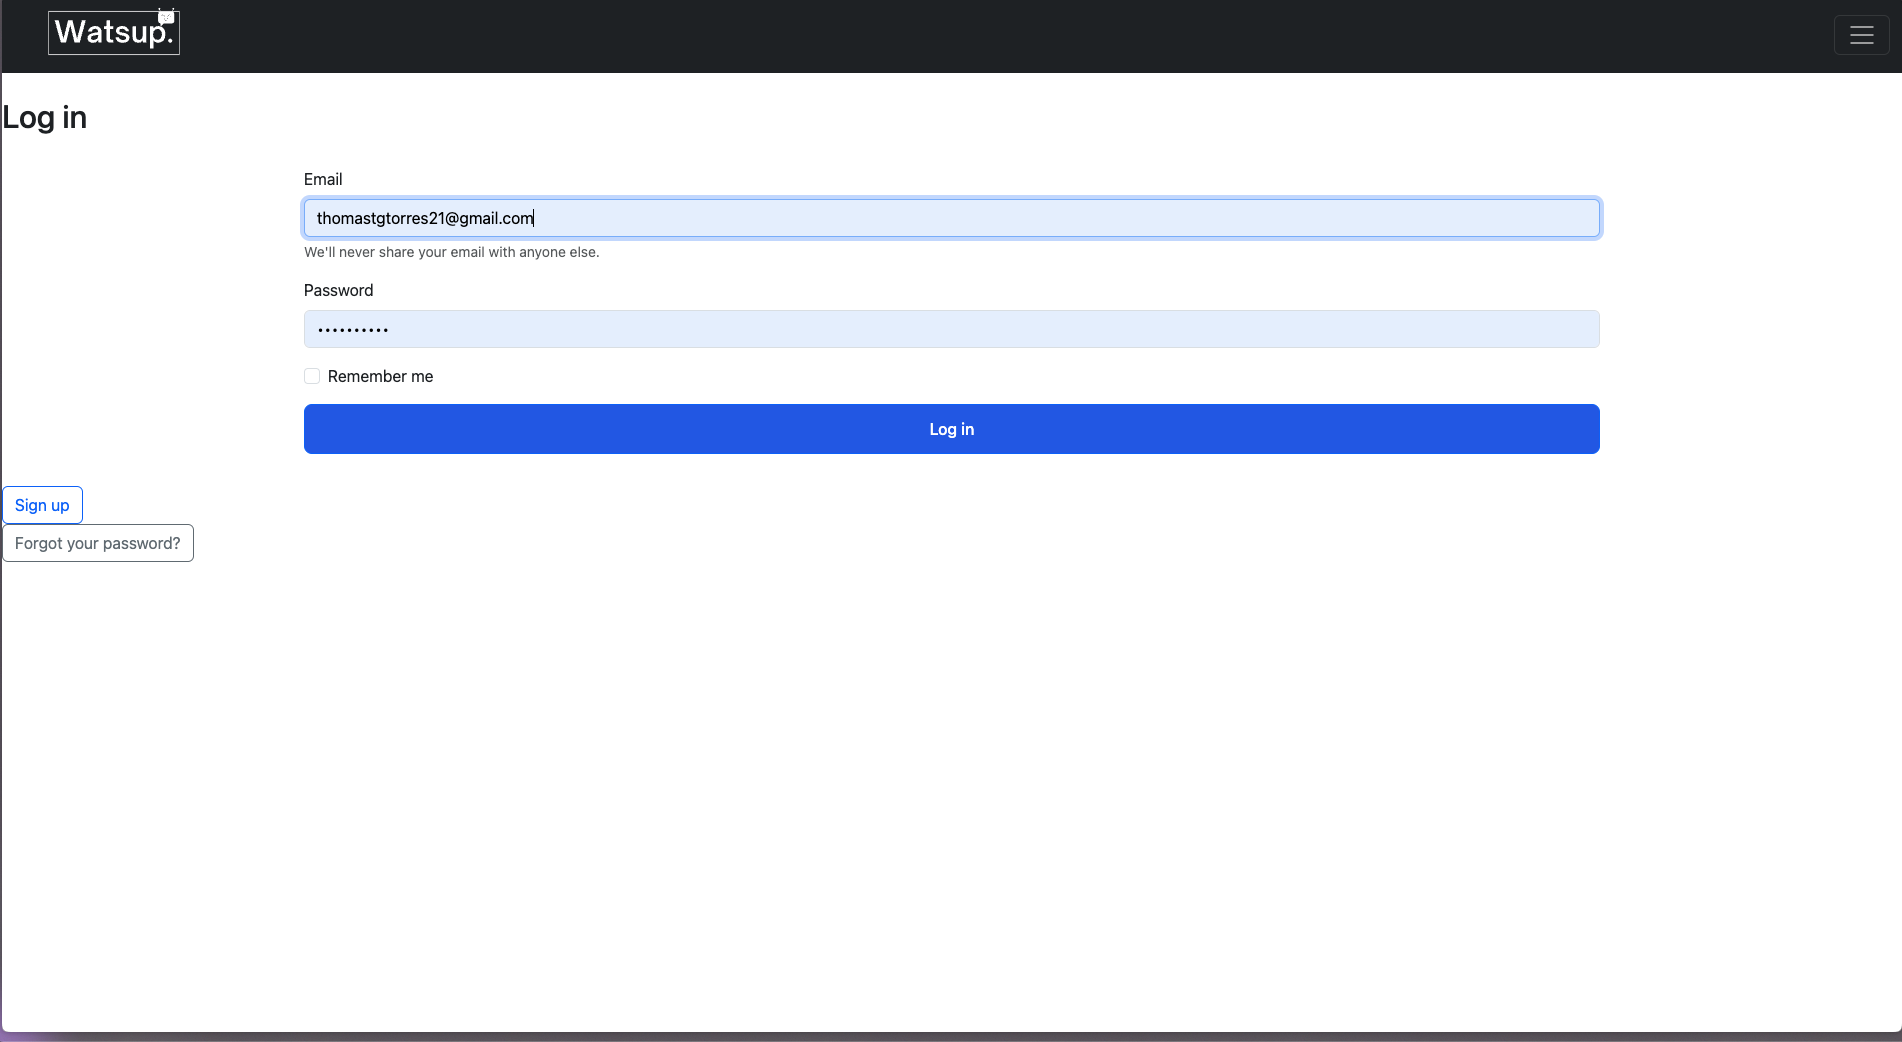 Watsup.
Log in
Email
thomastgtorres21@gmail.com
We'll never share your email with anyone else.
Password
••••••••••
Remember me
Log in
Sign up
Forgot your password?